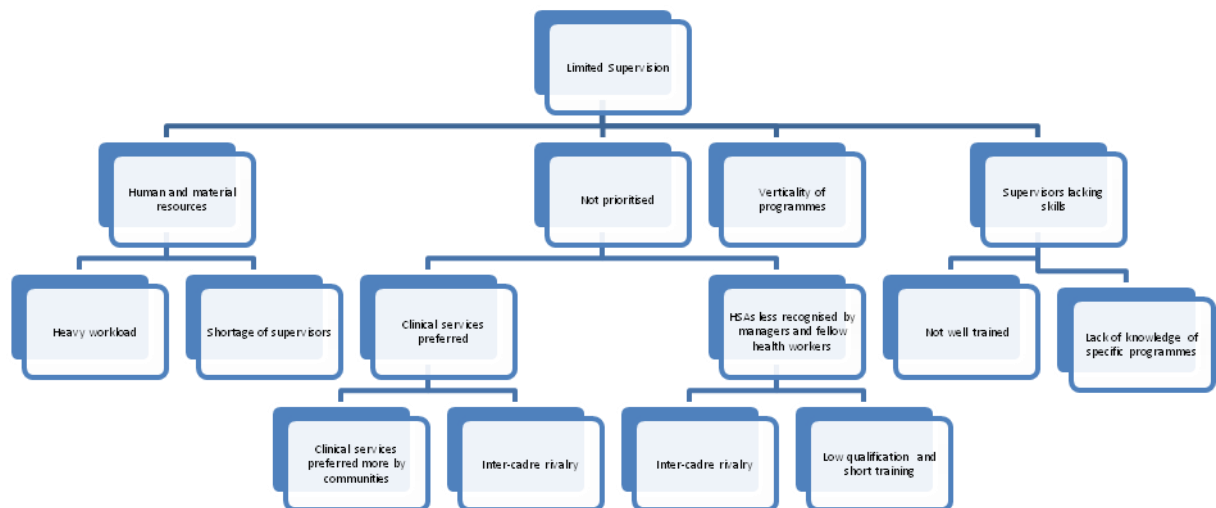 Limited Supervision
Human and material
resources
Not prioritised
Verticality of
programmes
Supervisors lacking
skills
Heavy workload
Shortage of supervisors
Clinical services
preferred
HSAs less recognised by
managers and fellow
health workers
Not well trained
Lack of knowledge of
specific programmes
Clinical services
preferred more by
communities
Inter-cadre rivalry
Inter-cadre rivalry
Low qualification and
short training